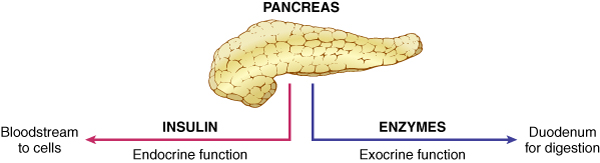 PANCREAS
Bloodstream
to cells
INSULIN
Endocrine function
ENZYMES
Exocrine function
Duodenum
for digestion